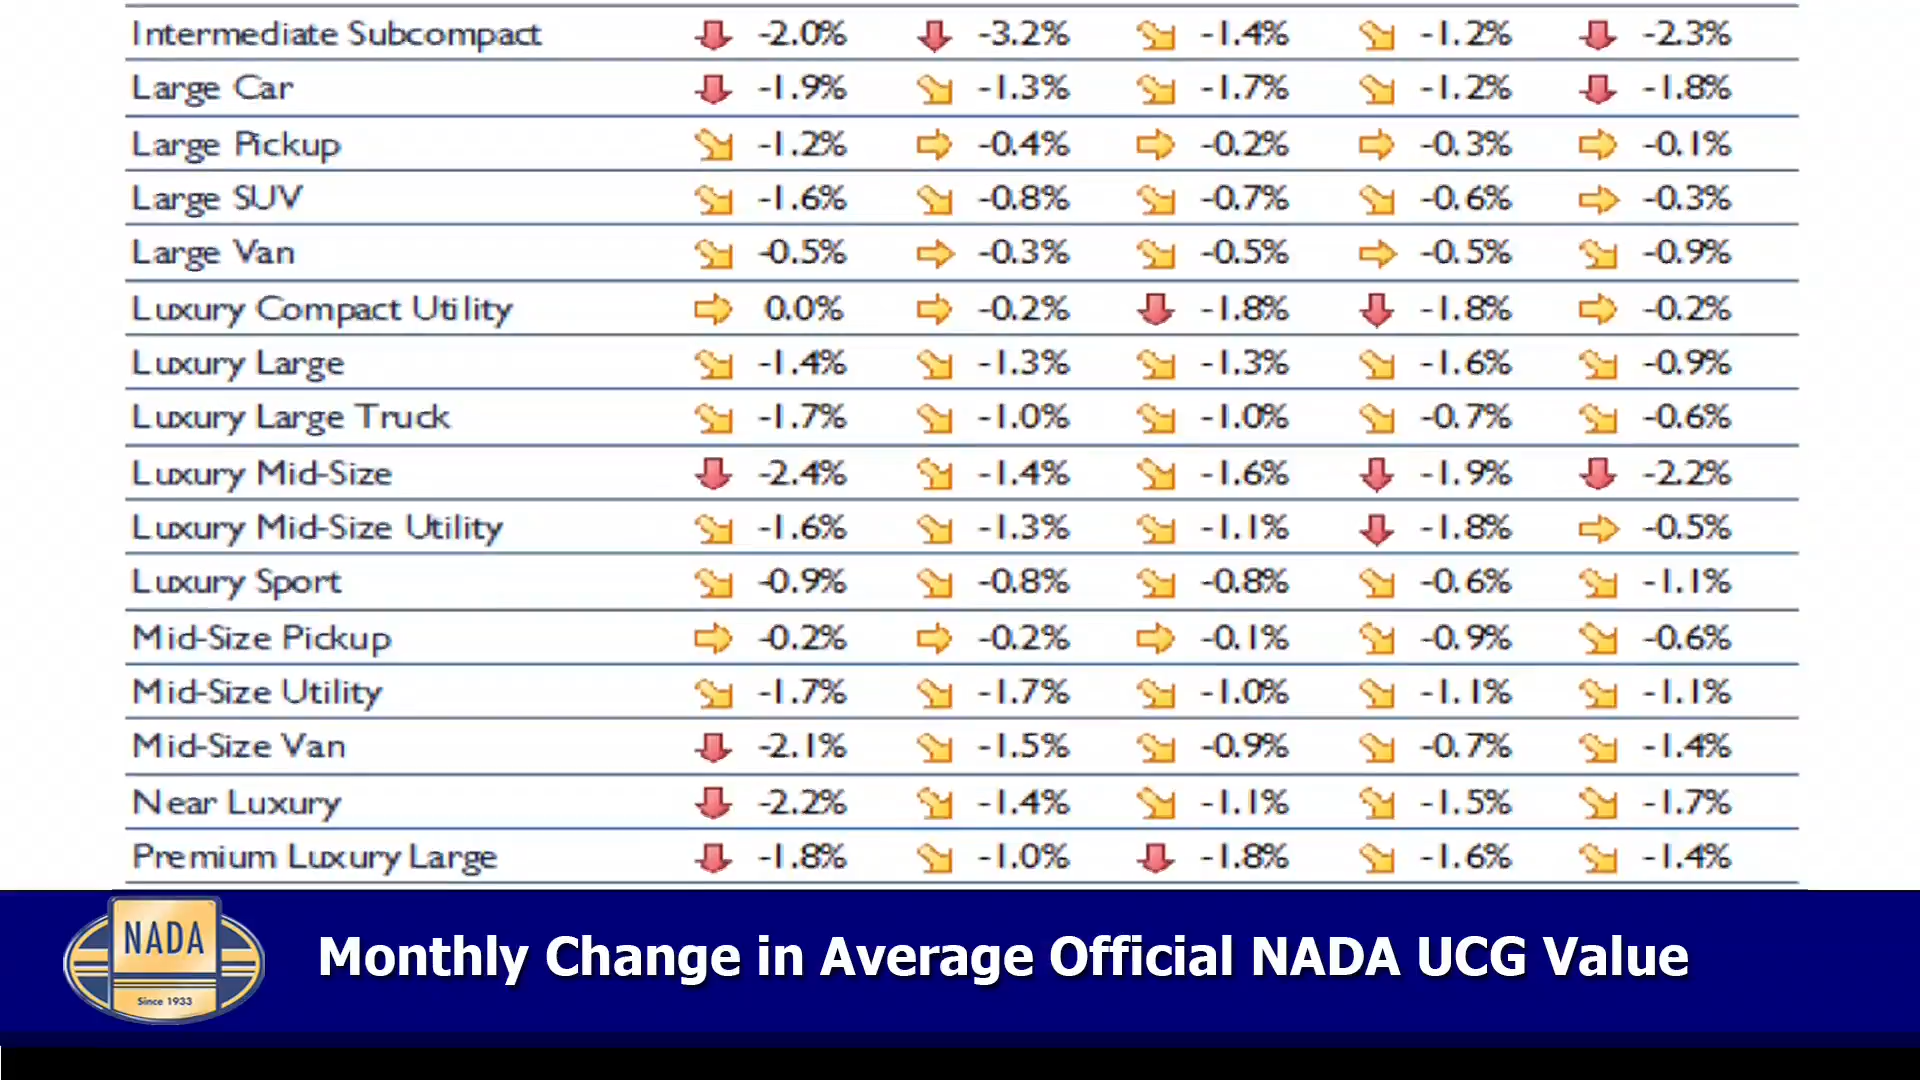 Intermediate Subcompact -2.0% -3.2% -1.4% -1.2% -2.3%
Large Car -1.9% -1.3% -1.7% -1.2% -1.8%
Large Pickup -1.2% -0.4% -0.2% -0.3% -0.1%
Large SUV -1.6% -0.8% -0.7% -0.6% -0.3%
Large Van -0.5% -0.3% -0.5% -0.5% -0.9%
Luxury Compact Utility 0.0% -0.2% -1.8% -1.8% -0.2%
Luxury Large -1.4% -1.3% -1.3% -1.6% -0.9%
Luxury Large Truck -1.7% -1.0% -1.0% -0.7% -0.6%
Luxury Mid-Size -2.4% -1.4% -1.6% -1.9% -2.2%
Luxury Mid-Size Utility -1.6% -1.3% -1.1% -1.8% -0.5%
Luxury Sport -0.9% -0.8% -0.8% -0.6% -1.1%
Mid-Size Pickup -0.2% -0.2% -0.1% -0.9% -0.6%
Mid-Size Utility -1.7% -1.7% -1.0% -1.1% -1.1%
Mid-Size Van -2.1% -1.5% -0.9% -0.7% -1.4%
Near Luxury -2.2% -1.4% -1.1% -1.5% -1.7%
Premium Luxury Large -1.8% -1.0% -1.8% -1.6% -1.4%
NADA
Since 1933
Monthly Change in Average Official NADA UCG Value